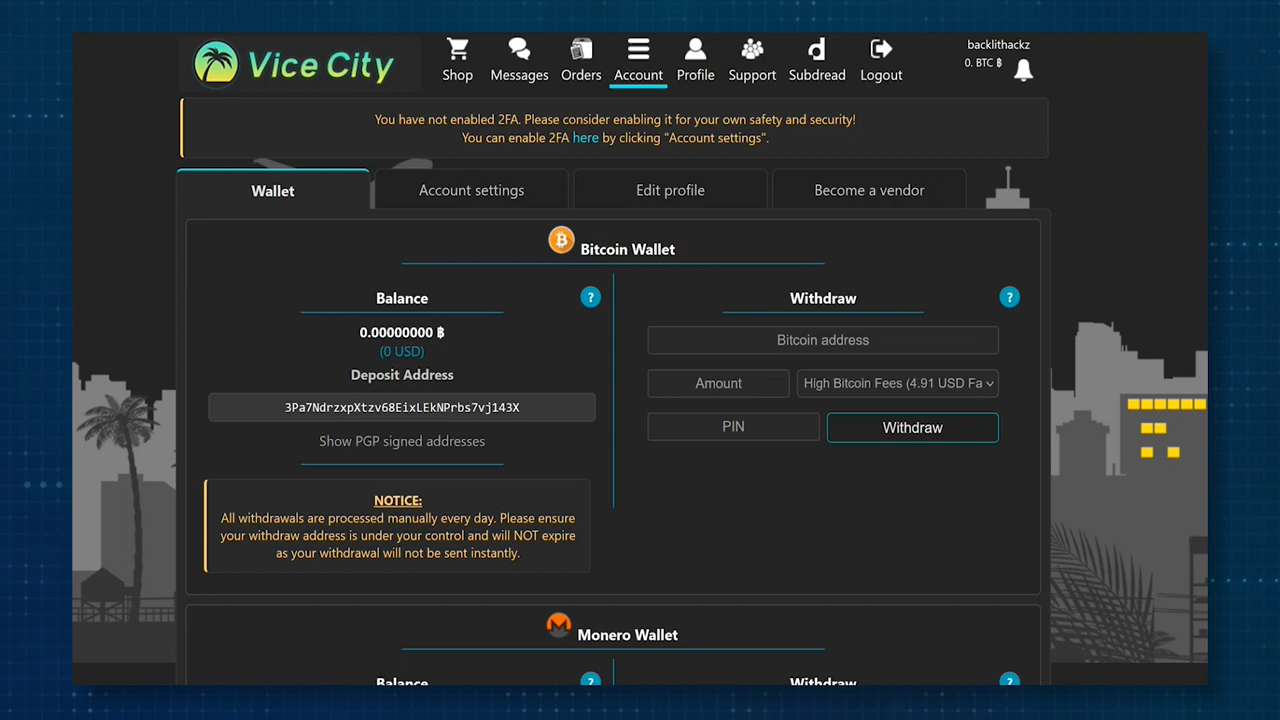 Vice City
Shop
Messages
Orders
Account
Profile
Support
Subread
Logout
backlithackz
0. BTC ฿
You have not enabled 2FA. Please consider enabling it for your own safety and security!
You can enable 2FA here by clicking "Account settings".
Wallet
Account settings
Edit profile
Become a vendor
Bitcoin Wallet
Balance
?
0.00000000 ฿
(0 USD)
Deposit Address
3Pa7NdrzxpXtzv68EixLEkNPrbs7vj143X
Show PGP signed addresses
NOTICE:
All withdrawals are processed manually every day. Please ensure
your withdraw address is under your control and will NOT expire
as your withdrawal will not be sent instantly.
Withdraw
?
Bitcoin address
Amount
High Bitcoin Fees (4.91 USD Fa
PIN
Withdraw
Monero Wallet
Balance
?
Withdraw
?